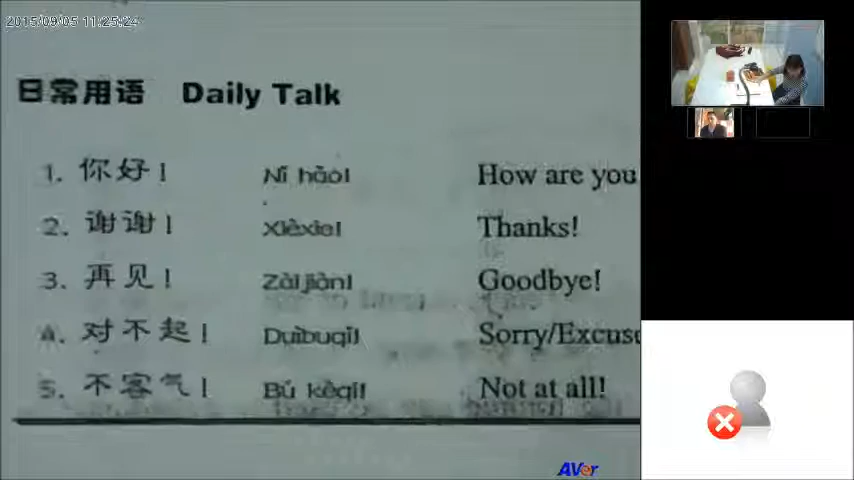 2015/09/05 11:25:24
日常用语 Daily Talk
1. 你好! Nǐ hǎo! How are you
2. 谢谢! Xièxie! Thanks!
3. 再见! Zàijiàn! Goodbye!
4. 对不起! Duìbuqǐ! Sorry/Excuse
5. 不客气! Bú kèqi! Not at all!
AVer